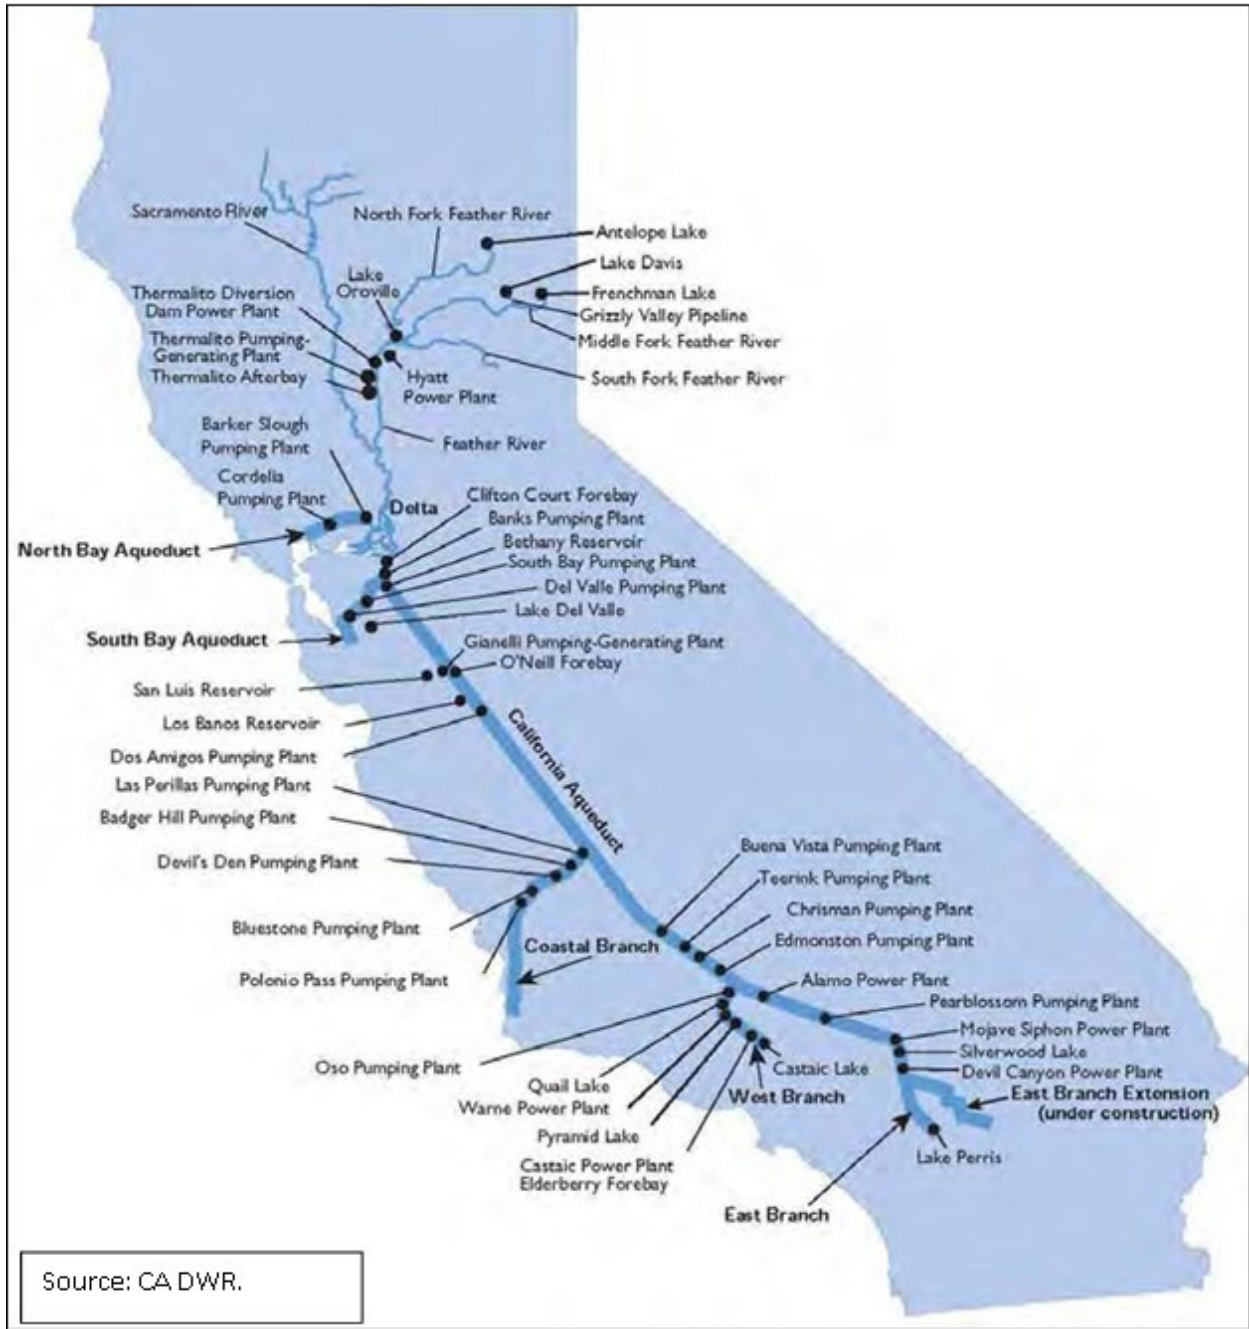 Sacramento River
North Fork Feather River
Antelope Lake
Lake Davis
Lake
Oroville
Thermalito Diversion
Dam Power Plant
Frenchman Lake
Grizzly Valley Pipeline
Thermalito Pumping-
Generating Plant
Middle Fork Feather River
Thermalito Afterbay
Hyatt
Power Plant
South Fork Feather River
Barker Slough
Pumping Plant
Feather River
Cordelia
Pumping Plant
Delta
Clifton Court Forebay
Banks Pumping Plant
North Bay Aqueduct
Bethany Reservoir
South Bay Pumping Plant
Del Valle Pumping Plant
Lake Del Valle
South Bay Aqueduct
Gianelli Pumping-Generating Plant
O'Neill Forebay
San Luis Reservoir
Los Banos Reservoir
Dos Amigos Pumping Plant
California Aqueduct
Las Perillas Pumping Plant
Badger Hill Pumping Plant
Devil's Den Pumping Plant
Buena Vista Pumping Plant
Teerink Pumping Plant
Chrisman Pumping Plant
Bluestone Pumping Plant
Coastal Branch
Edmonston Pumping Plant
Polonio Pass Pumping Plant
Alamo Power Plant
Pearblossom Pumping Plant
Mojave Siphon Power Plant
Silverwood Lake
Oso Pumping Plant
Castaic Lake
Devil Canyon Power Plant
Quail Lake
West Branch
East Branch Extension
(under construction)
Warne Power Plant
Pyramid Lake
Lake Perris
Castaic Power Plant
Elderberry Forebay
East Branch
Source: CA DWR.